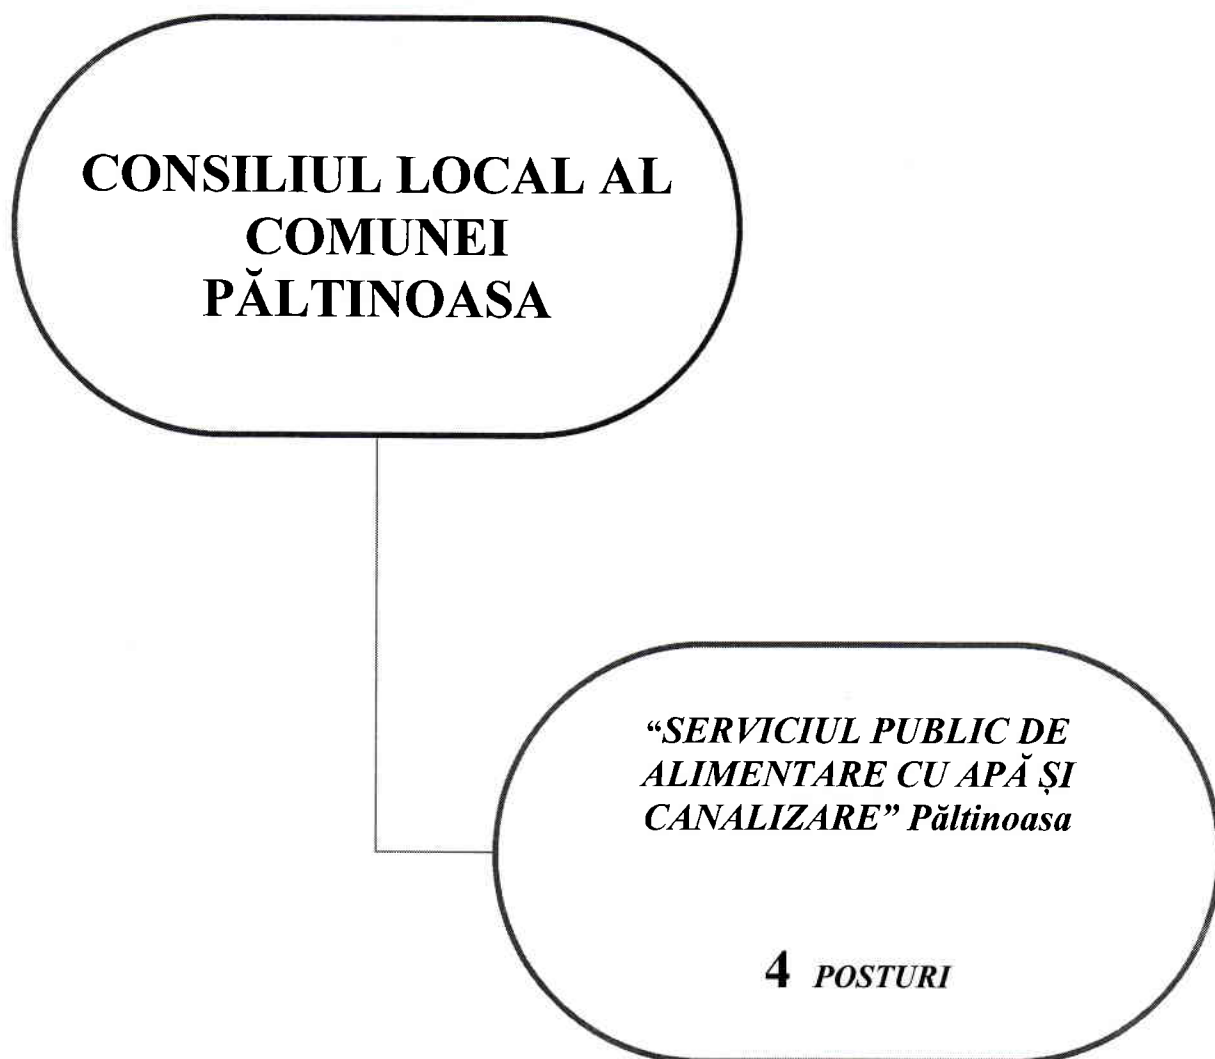 CONSILIUL LOCAL AL
COMUNEI
PĂLTINOASA
“SERVICIUL PUBLIC DE
ALIMENTARE CU APĂ ȘI
CANALIZARE” Păltinoasa
4 POSTURI